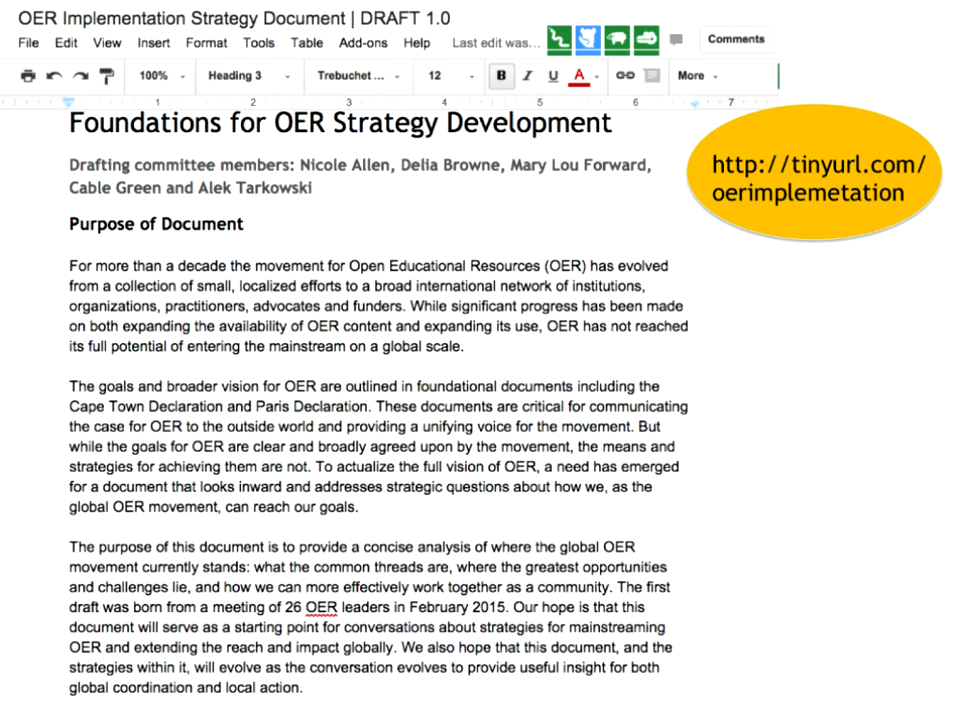 OER Implementation Strategy Document | DRAFT 1.0
File Edit View Insert Format Tools Table Add-ons Help Last edit was... Comments
100% Heading 3 Trebuchet ... 12 B I U A More
1 2 3 4 5 6 7
Foundations for OER Strategy Development
Drafting committee members: Nicole Allen, Delia Browne, Mary Lou Forward,
Cable Green and Alek Tarkowski
http://tinyurl.com/
oerimplemetation
Purpose of Document
For more than a decade the movement for Open Educational Resources (OER) has evolved
from a collection of small, localized efforts to a broad international network of institutions,
organizations, practitioners, advocates and funders. While significant progress has been made
on both expanding the availability of OER content and expanding its use, OER has not reached
its full potential of entering the mainstream on a global scale.
The goals and broader vision for OER are outlined in foundational documents including the
Cape Town Declaration and Paris Declaration. These documents are critical for communicating
the case for OER to the outside world and providing a unifying voice for the movement. But
while the goals for OER are clear and broadly agreed upon by the movement, the means and
strategies for achieving them are not. To actualize the full vision of OER, a need has emerged
for a document that looks inward and addresses strategic questions about how we, as the
global OER movement, can reach our goals.
The purpose of this document is to provide a concise analysis of where the global OER
movement currently stands: what the common threads are, where the greatest opportunities
and challenges lie, and how we can more effectively work together as a community. The first
draft was born from a meeting of 26 OER leaders in February 2015. Our hope is that this
document will serve as a starting point for conversations about strategies for mainstreaming
OER and extending the reach and impact globally. We also hope that this document, and the
strategies within it, will evolve as the conversation evolves to provide useful insight for both
global coordination and local action.